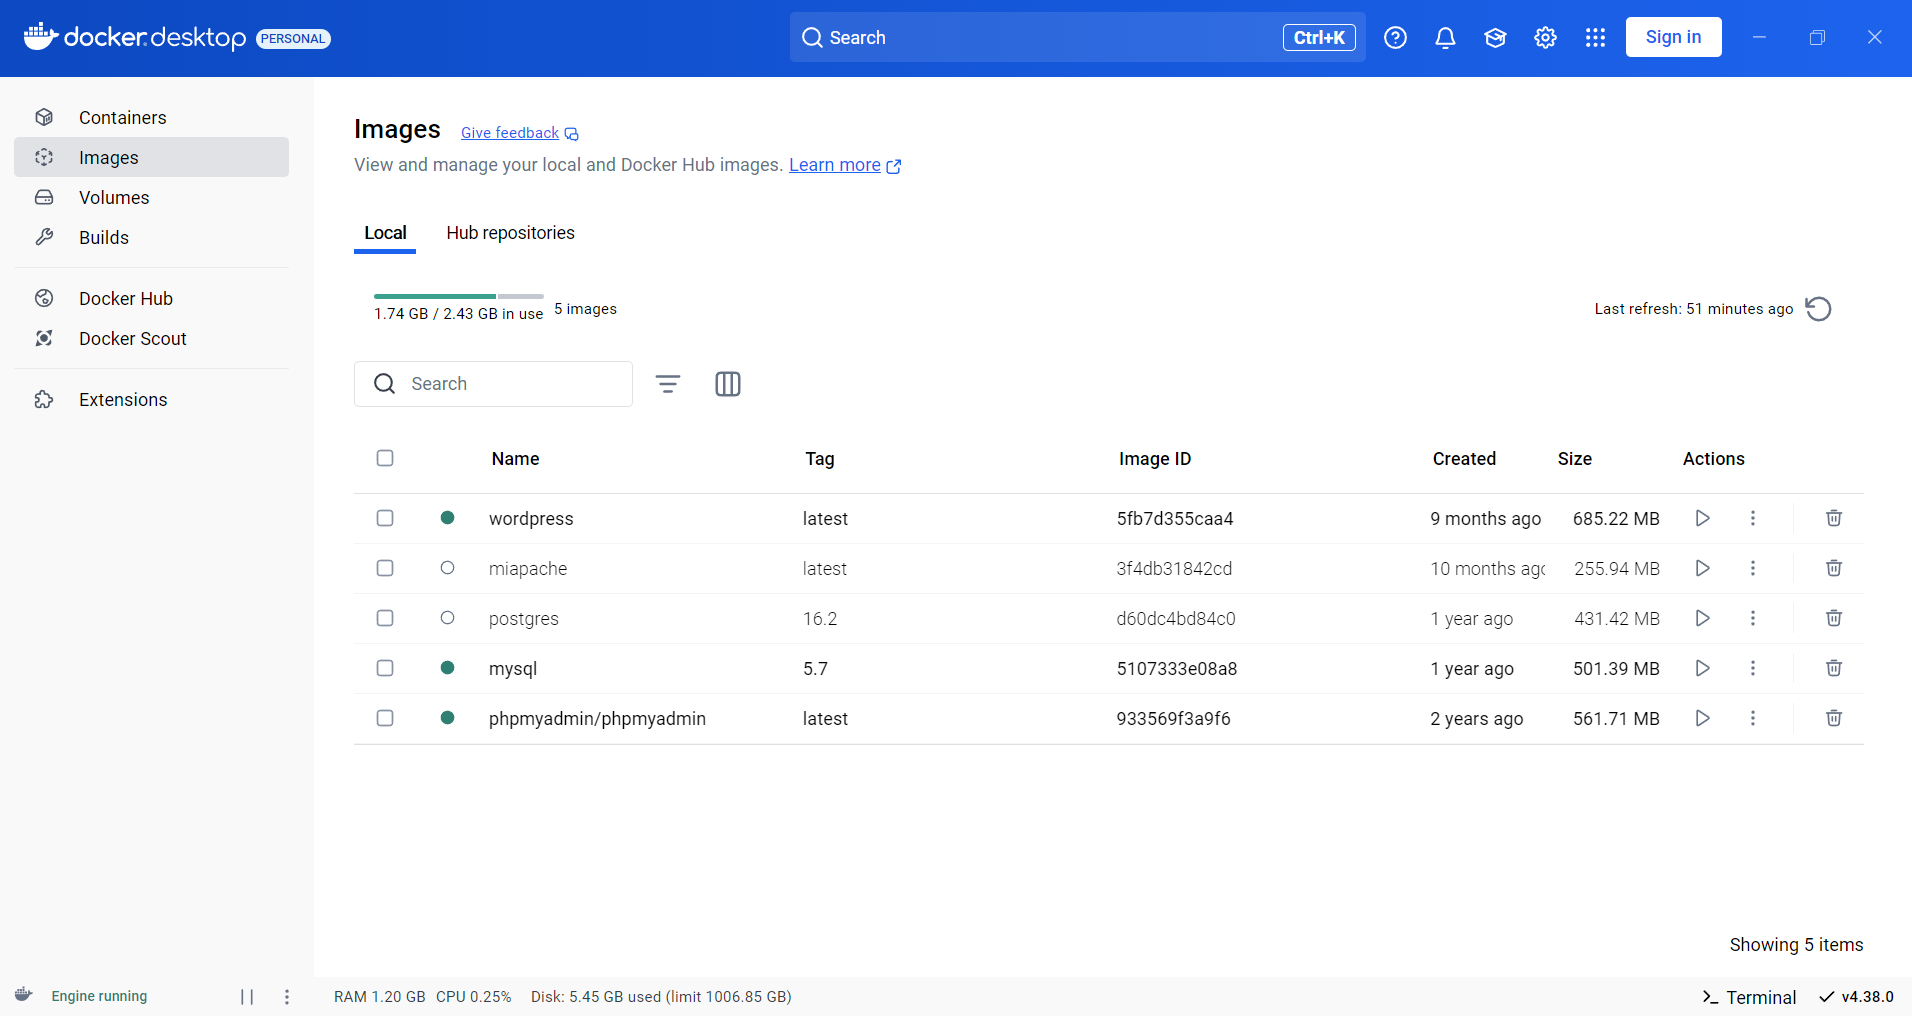 docker.desktop PERSONAL
Search Ctrl+K
Sign in
Containers
Images
Volumes
Builds
Docker Hub
Docker Scout
Extensions
Images Give feedback
View and manage your local and Docker Hub images. Learn more
Local Hub repositories
1.74 GB / 2.43 GB in use 5 images
Last refresh: 51 minutes ago
Search
Name Tag Image ID Created Size Actions
wordpress latest 5fb7d355caa4 9 months ago 685.22 MB
miapache latest 3f4db31842cd 10 months ago 255.94 MB
postgres 16.2 d60dc4bd84c0 1 year ago 431.42 MB
mysql 5.7 5107333e08a8 1 year ago 501.39 MB
phpmyadmin/phpmyadmin latest 933569f3a9f6 2 years ago 561.71 MB
Showing 5 items
Engine running
RAM 1.20 GB CPU 0.25% Disk: 5.45 GB used (limit 1006.85 GB)
Terminal v4.38.0